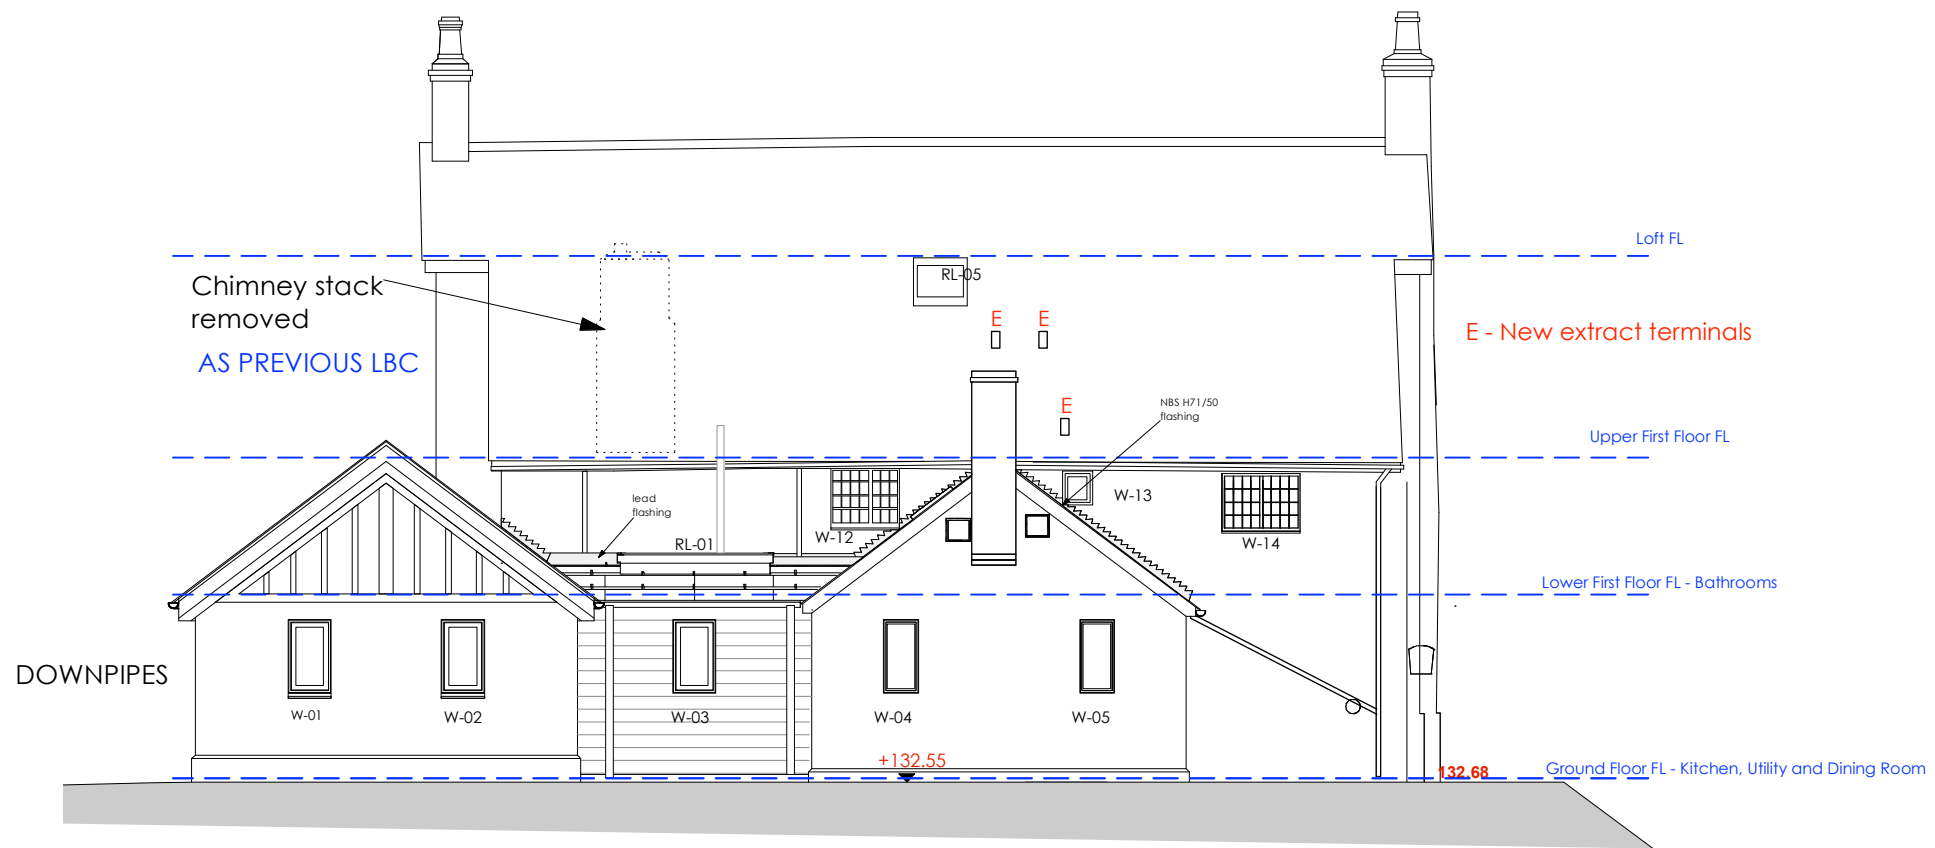 Loft FL
RL-05
Chimney stack
removed
AS PREVIOUS LBC
E
E
E - New extract terminals
E
NBS H71/50
flashing
Upper First Floor FL
lead
flashing
W-13
RL-01
W-12
W-14
Lower First Floor FL - Bathrooms
DOWNPIPES
W-01
W-02
W-03
W-04
W-05
+132.55
132.68
Ground Floor FL - Kitchen, Utility and Dining Room